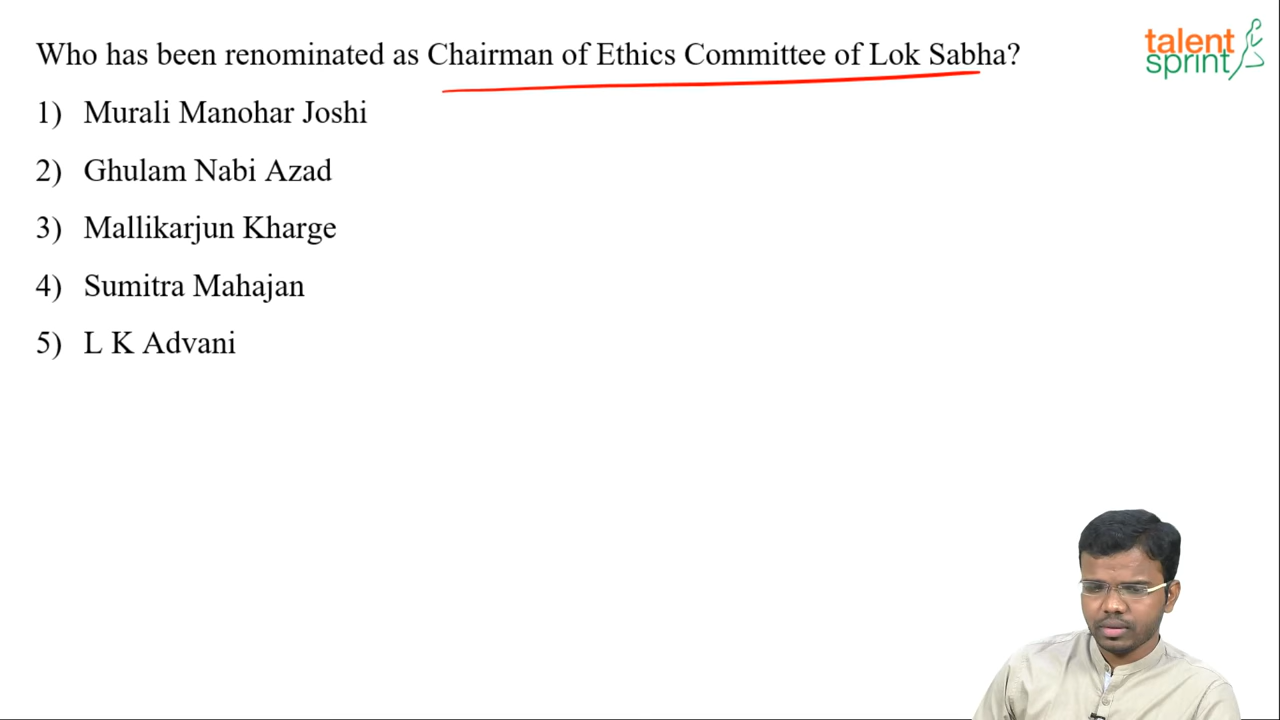 Who has been renominated as Chairman of Ethics Committee of Lok Sabha?
talent
sprint
1) Murali Manohar Joshi
2) Ghulam Nabi Azad
3) Mallikarjun Kharge
4) Sumitra Mahajan
5) L K Advani